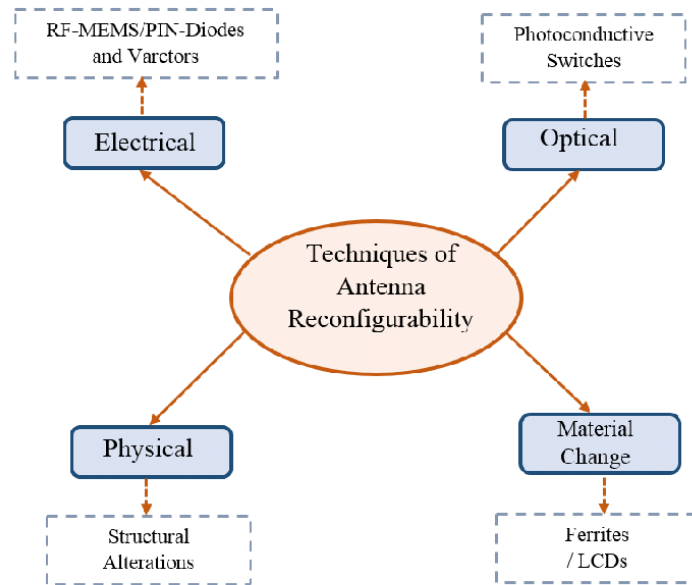 RF-MEMS/PIN-Diodes
and Varctors
Photoconductive
Switches
Electrical
Optical
Techniques of
Antenna
Reconfigurability
Physical
Material
Change
Structural
Alterations
Ferrites
/ LCDs